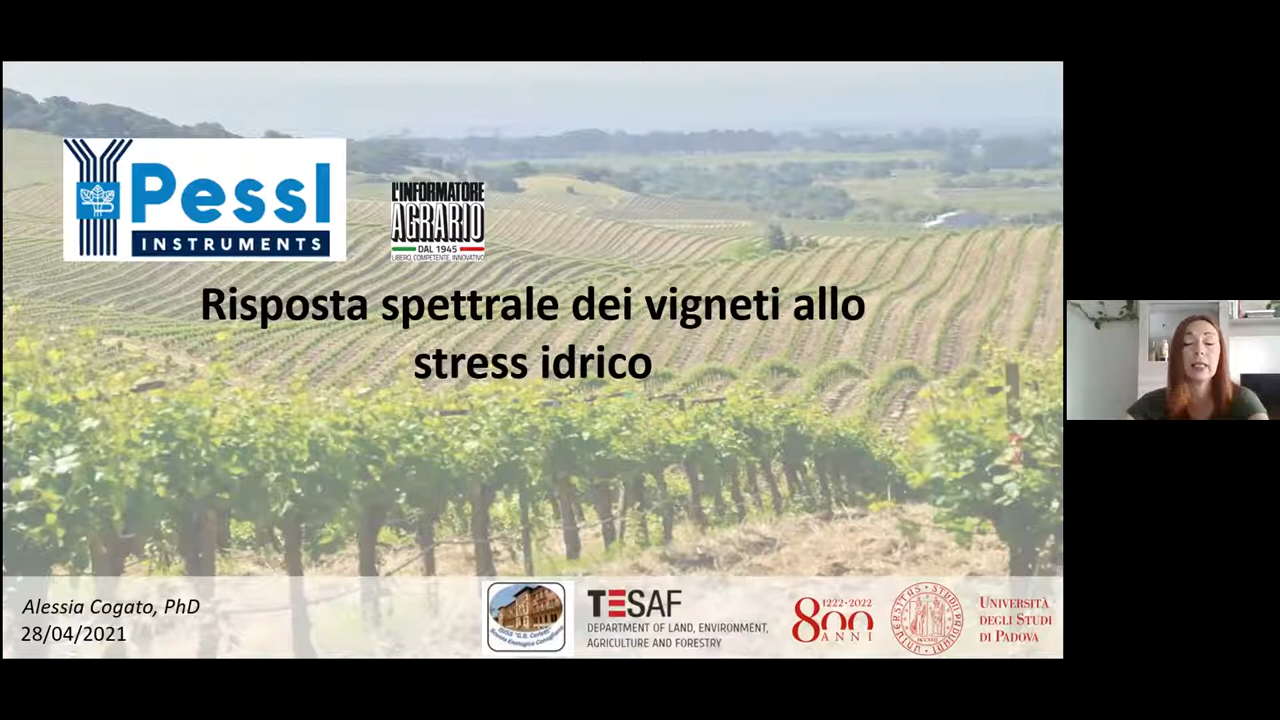 Pessl
INSTRUMENTS
L'INFORMATORE
AGRARIO
DAL 1945
LIBERO, COMPETENTE, INNOVATIVO
Risposta spettrale dei vigneti allo
stress idrico
Alessia Cogato, PhD
28/04/2021
TESAF
DEPARTMENT OF LAND, ENVIRONMENT,
AGRICULTURE AND FORESTRY
1222·2022
800
ANNI
UNIVERSITÀ
DEGLI STUDI
DI PADOVA